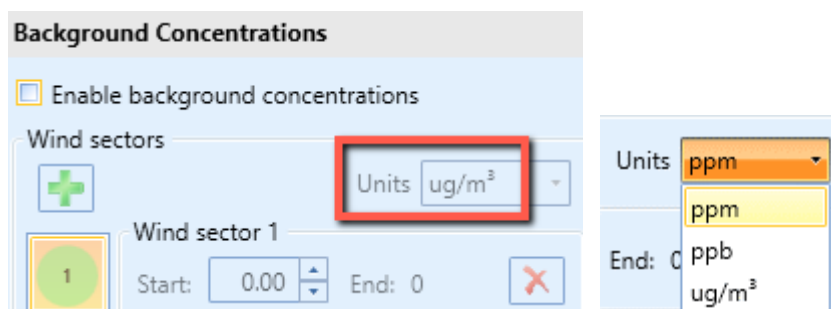 Background Concentrations
Enable background concentrations
Wind sectors
Units ug/m³
Wind sector 1
1
Start: 0.00 End: 0
Units ppm
ppm
ppb
ug/m³
End: 0